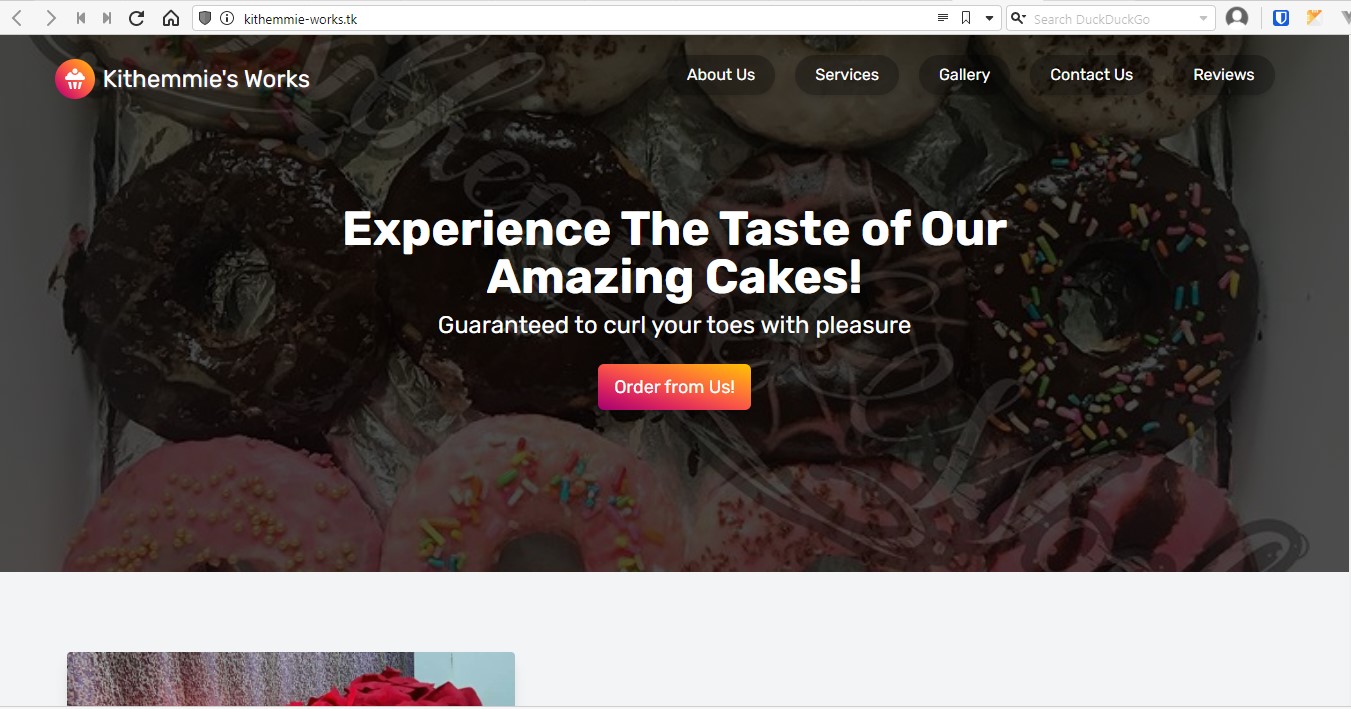 kithemmie-works.tk
Search DuckDuckGo
Kithemmie's Works
About Us
Services
Gallery
Contact Us
Reviews
Experience The Taste of Our
Amazing Cakes!
Guaranteed to curl your toes with pleasure
Order from Us!